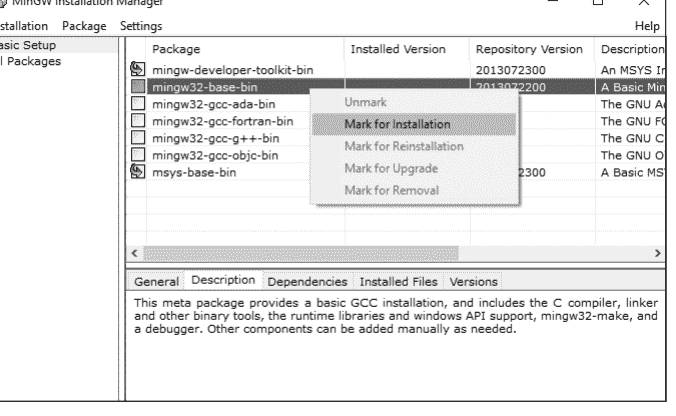 MinGW Installation Manager
stallation Package Settings Help
asic Setup
l Packages
Package Installed Version Repository Version Description
mingw-developer-toolkit-bin 2013072300 An MSYS In
mingw32-base-bin 2013072200 A Basic Min
mingw32-gcc-ada-bin The GNU A
mingw32-gcc-fortran-bin The GNU FO
mingw32-gcc-g++-bin The GNU C
mingw32-gcc-objc-bin The GNU O
msys-base-bin 2300 A Basic MS
Unmark
Mark for Installation
Mark for Reinstallation
Mark for Upgrade
Mark for Removal
General Description Dependencies Installed Files Versions
This meta package provides a basic GCC installation, and includes the C compiler, linker
and other binary tools, the runtime libraries and windows API support, mingw32-make, and
a debugger. Other components can be added manually as needed.